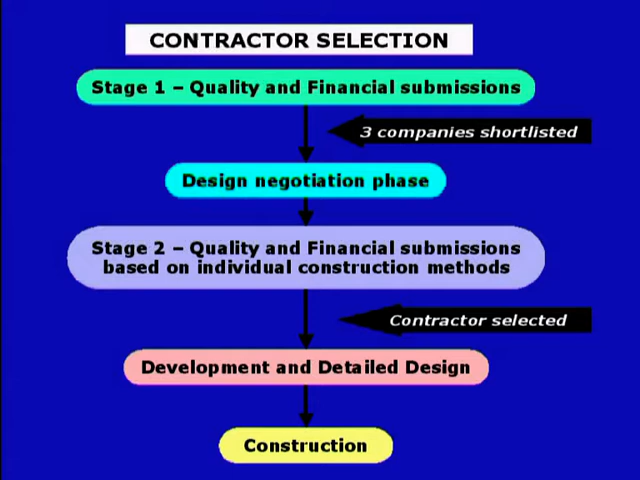 CONTRACTOR SELECTION
Stage 1 – Quality and Financial submissions
3 companies shortlisted
Design negotiation phase
Stage 2 – Quality and Financial submissions
based on individual construction methods
Contractor selected
Development and Detailed Design
Construction